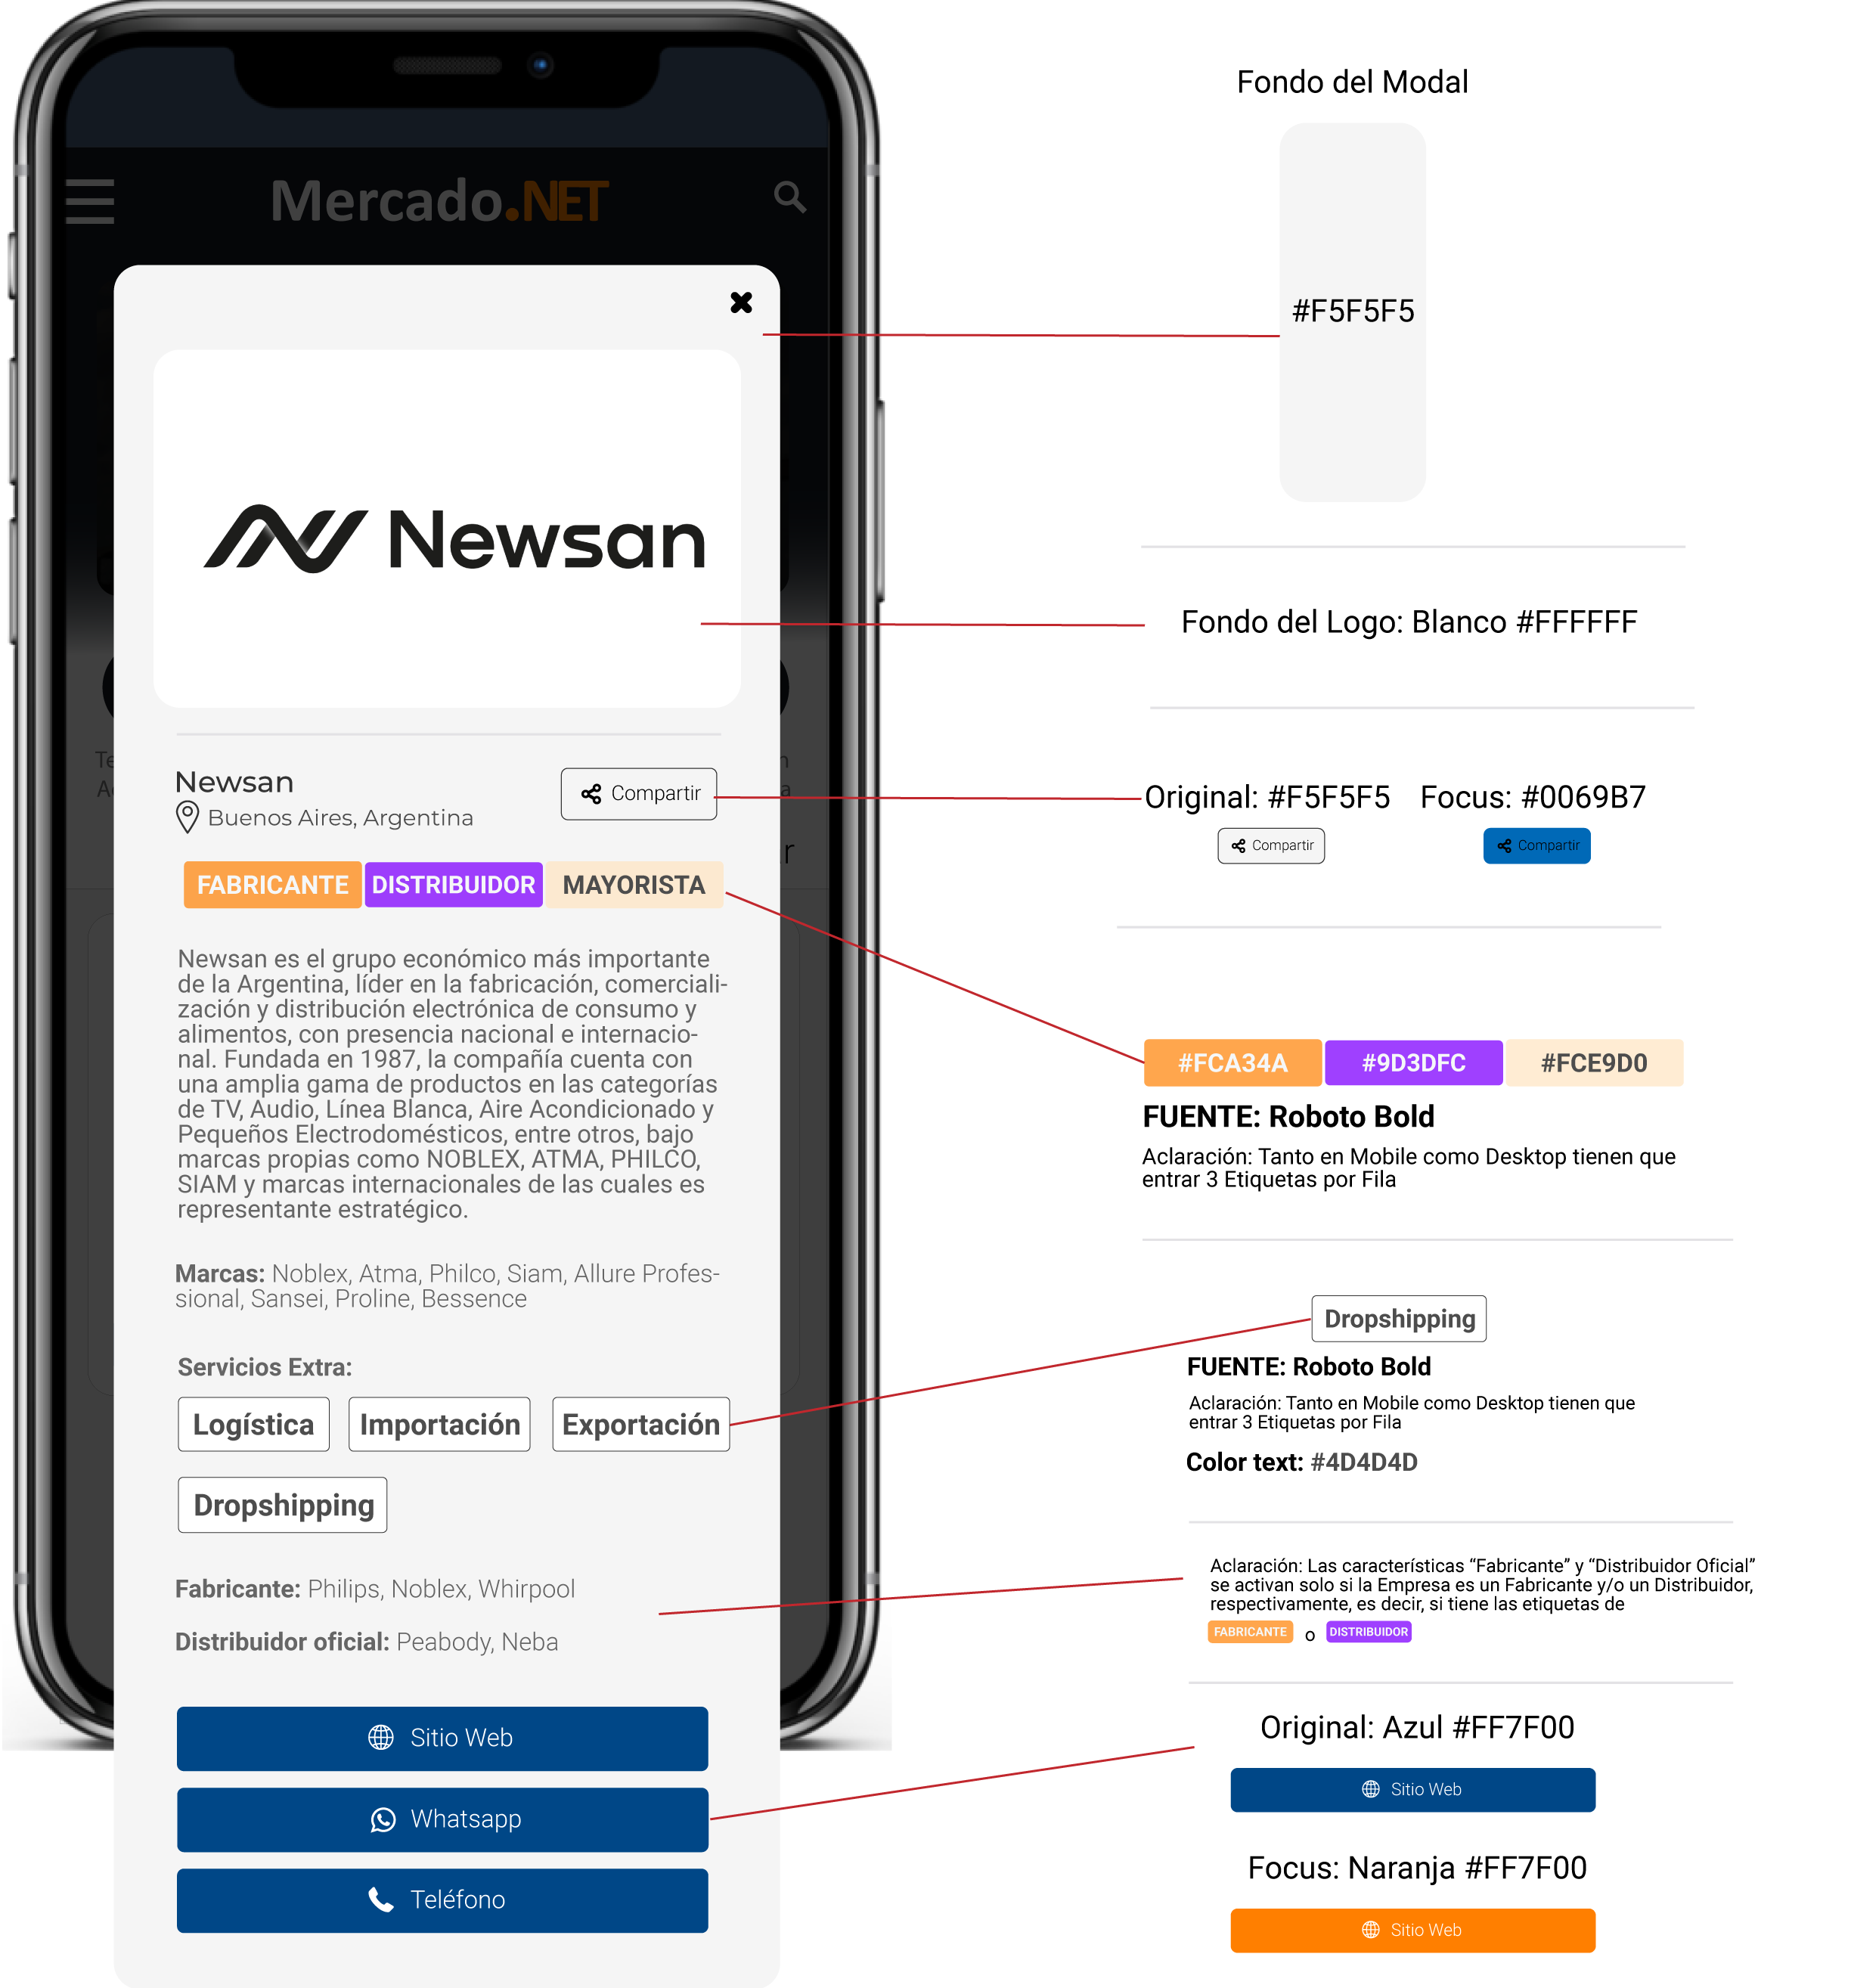 Mercado.NET
Newsan
Newsan
Buenos Aires, Argentina
Compartir
FABRICANTE
DISTRIBUIDOR
MAYORISTA
Newsan es el grupo económico más importante
de la Argentina, líder en la fabricación, comerciali-
zación y distribución electrónica de consumo y
alimentos, con presencia nacional e internacio-
nal. Fundada en 1987, la compañía cuenta con
una amplia gama de productos en las categorías
de TV, Audio, Línea Blanca, Aire Acondicionado y
Pequeños Electrodomésticos, entre otros, bajo
marcas propias como NOBLEX, ATMA, PHILCO,
SIAM y marcas internacionales de las cuales es
representante estratégico.
Marcas: Noblex, Atma, Philco, Siam, Allure Profes-
sional, Sansei, Proline, Bessence
Servicios Extra:
Logística
Importación
Exportación
Dropshipping
Fabricante: Philips, Noblex, Whirpool
Distribuidor oficial: Peabody, Neba
Sitio Web
Whatsapp
Teléfono
Fondo del Modal
#F5F5F5
Fondo del Logo: Blanco #FFFFFF
Original: #F5F5F5
Focus: #0069B7
Compartir
Compartir
#FCA34A
#9D3DFC
#FCE9D0
FUENTE: Roboto Bold
Aclaración: Tanto en Mobile como Desktop tienen que
entrar 3 Etiquetas por Fila
Dropshipping
FUENTE: Roboto Bold
Aclaración: Tanto en Mobile como Desktop tienen que
entrar 3 Etiquetas por Fila
Color text: #4D4D4D
Aclaración: Las características “Fabricante” y “Distribuidor Oficial”
se activan solo si la Empresa es un Fabricante y/o un Distribuidor,
respectivamente, es decir, si tiene las etiquetas de
FABRICANTE o DISTRIBUIDOR
Original: Azul #FF7F00
Sitio Web
Focus: Naranja #FF7F00
Sitio Web